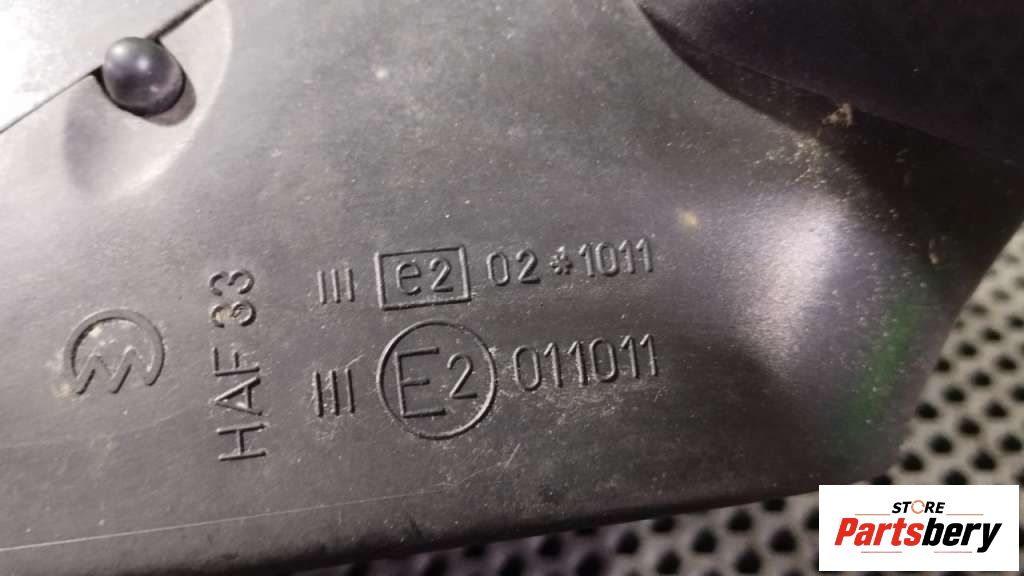 III e2 02*1011
III E2 011011
HAF 33
STORE
Partsbery